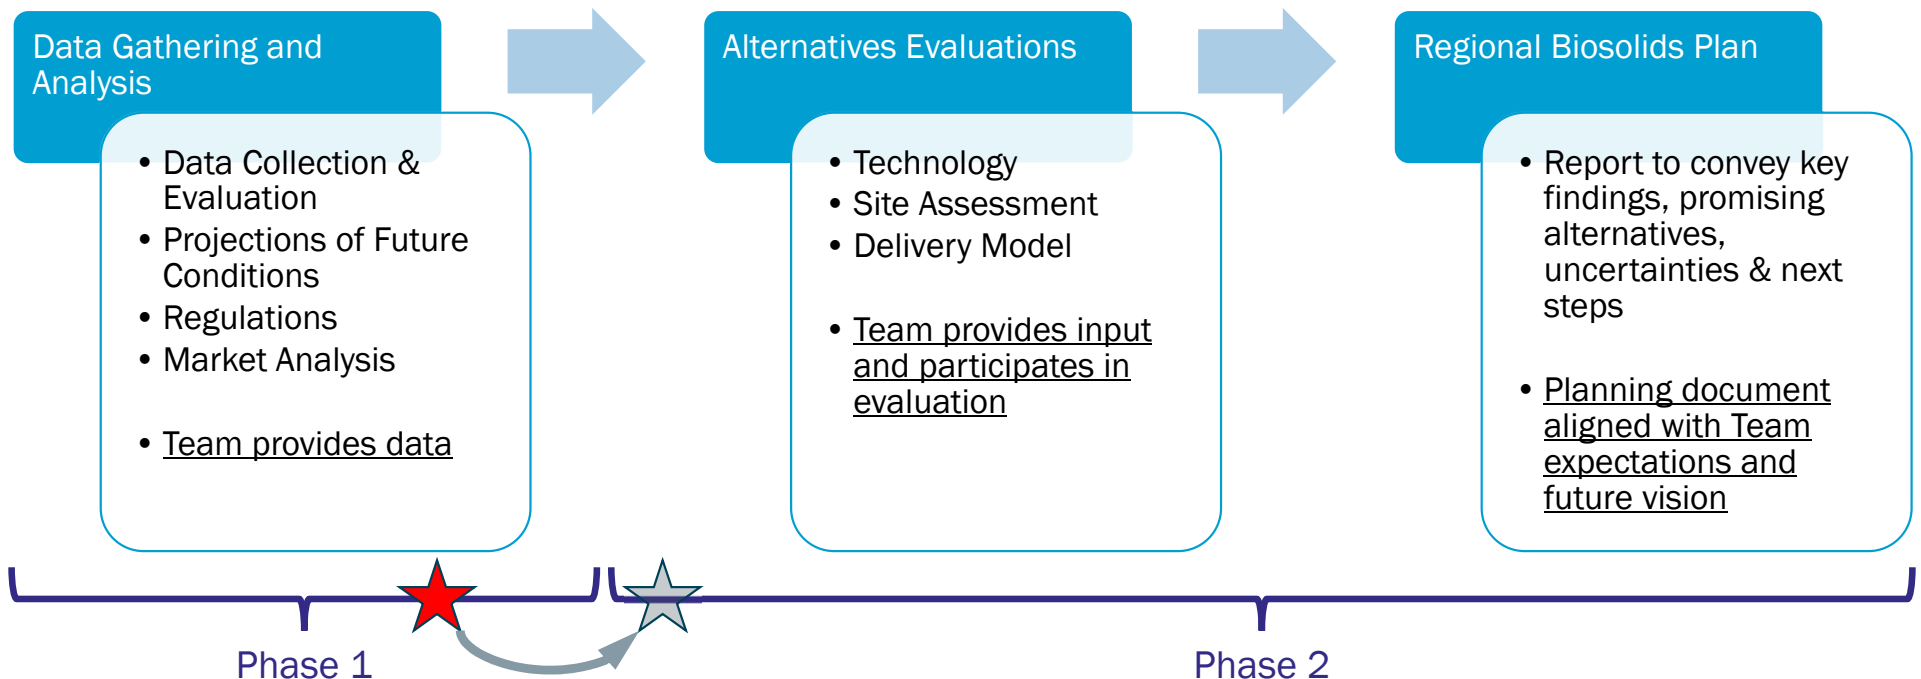 Data Gathering and
Analysis
• Data Collection &
Evaluation
• Projections of Future
Conditions
• Regulations
• Market Analysis
• Team provides data
Alternatives Evaluations
• Technology
• Site Assessment
• Delivery Model
• Team provides input
and participates in
evaluation
Regional Biosolids Plan
• Report to convey key
findings, promising
alternatives,
uncertainties & next
steps
• Planning document
aligned with Team
expectations and
future vision
Phase 1
Phase 2